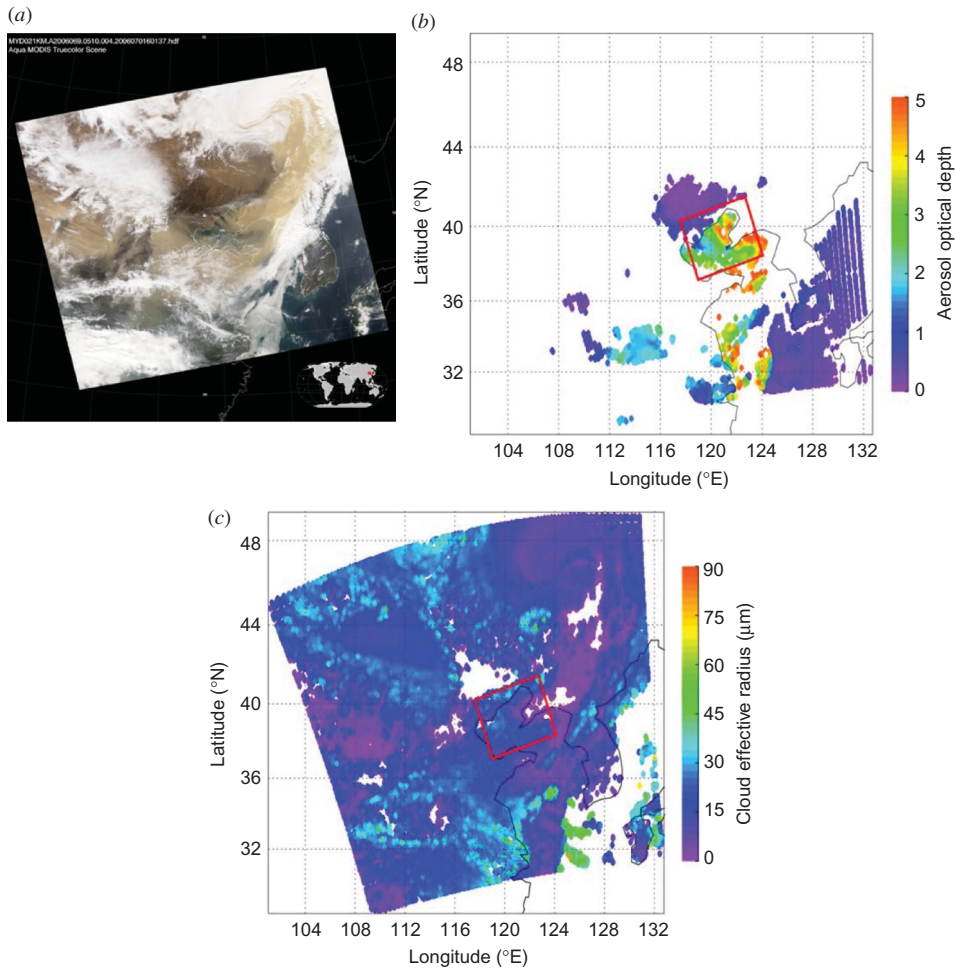 (a)
MYD021KM.A2006069.0510.004.2006070160137.hdf
Aqua MODIS Truecolor Scene
(b)
48
44
40
36
32
Latitude (°N)
104 108 112 116 120 124 128 132
Longitude (°E)
5
4
3
2
1
0
Aerosol optical depth
(c)
48
44
40
36
32
Latitude (°N)
104 108 112 116 120 124 128 132
Longitude (°E)
90
75
60
45
30
15
0
Cloud effective radius (μm)